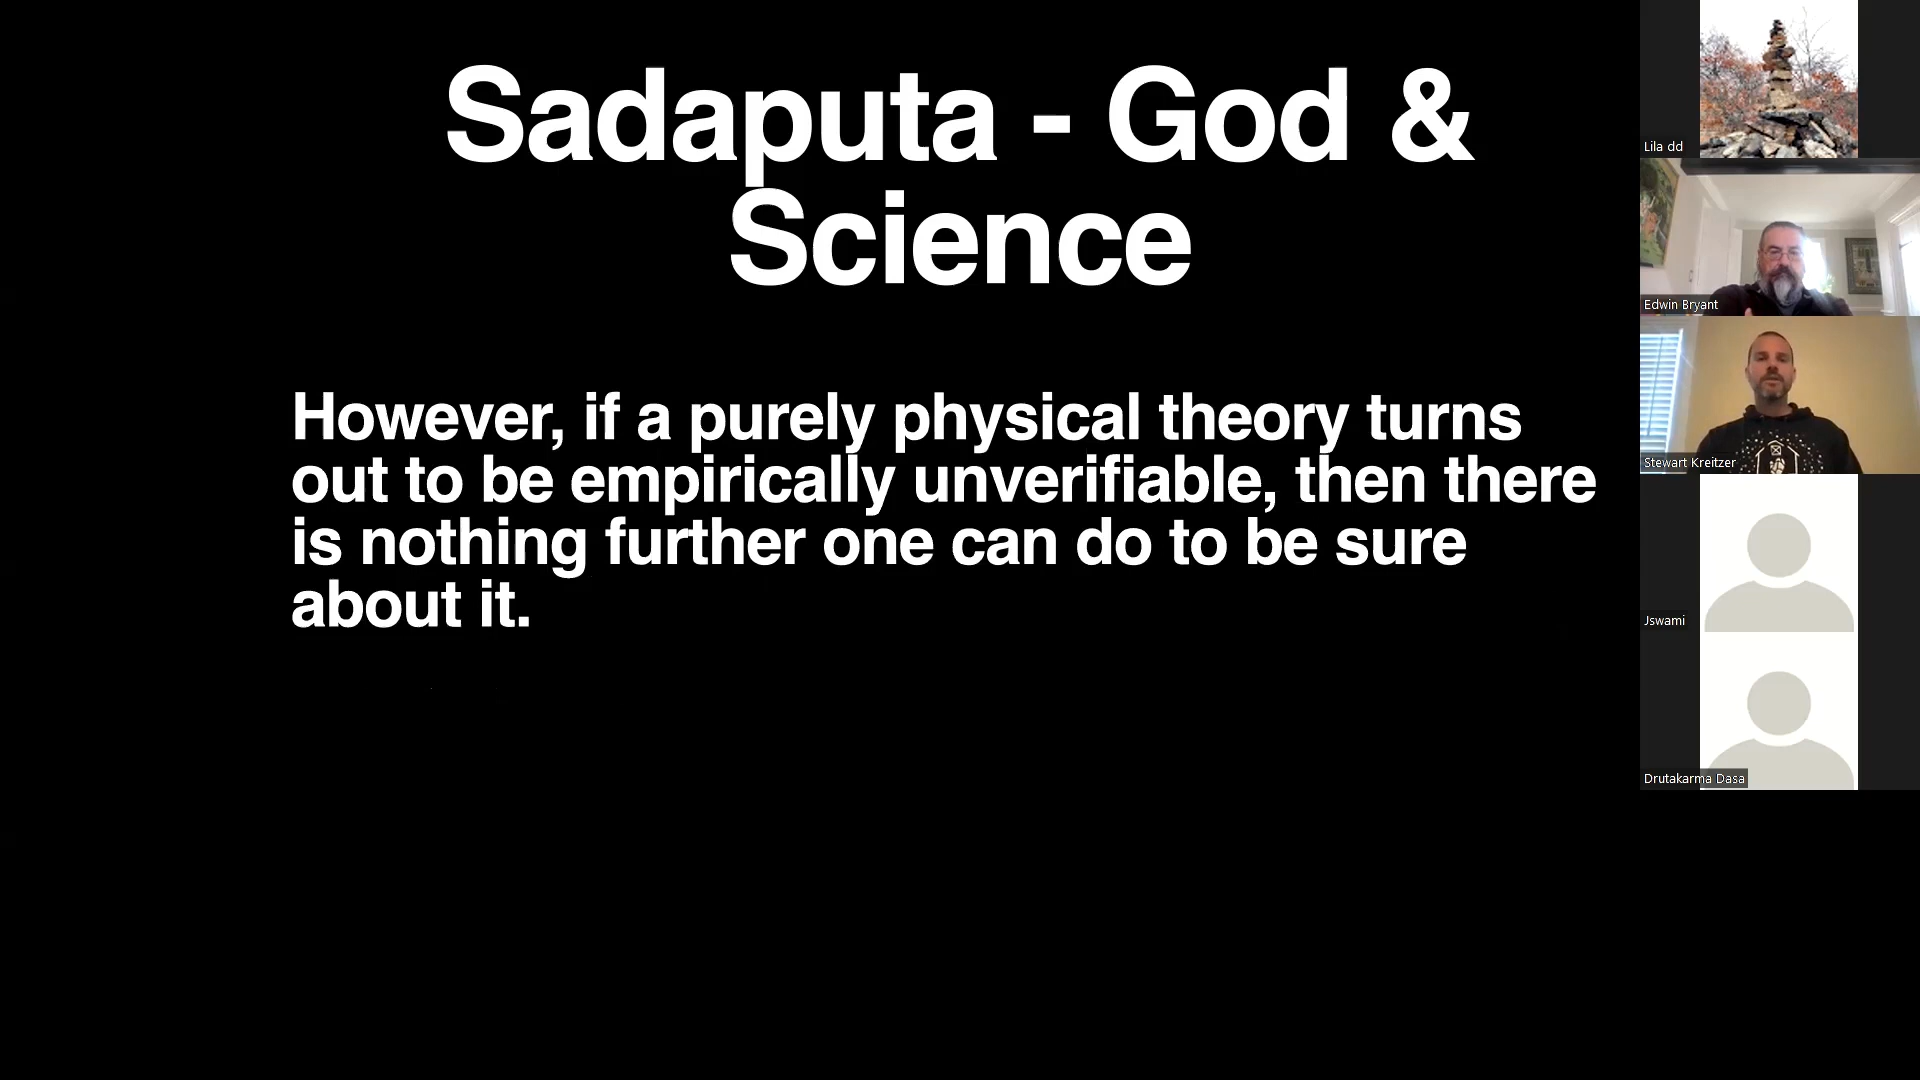 Sadaputa - God &
Science
However, if a purely physical theory turns
out to be empirically unverifiable, then there
is nothing further one can do to be sure
about it.
Lila dd
Edwin Bryant
Stewart Kreitzer
Jswami
Drutakarma Dasa